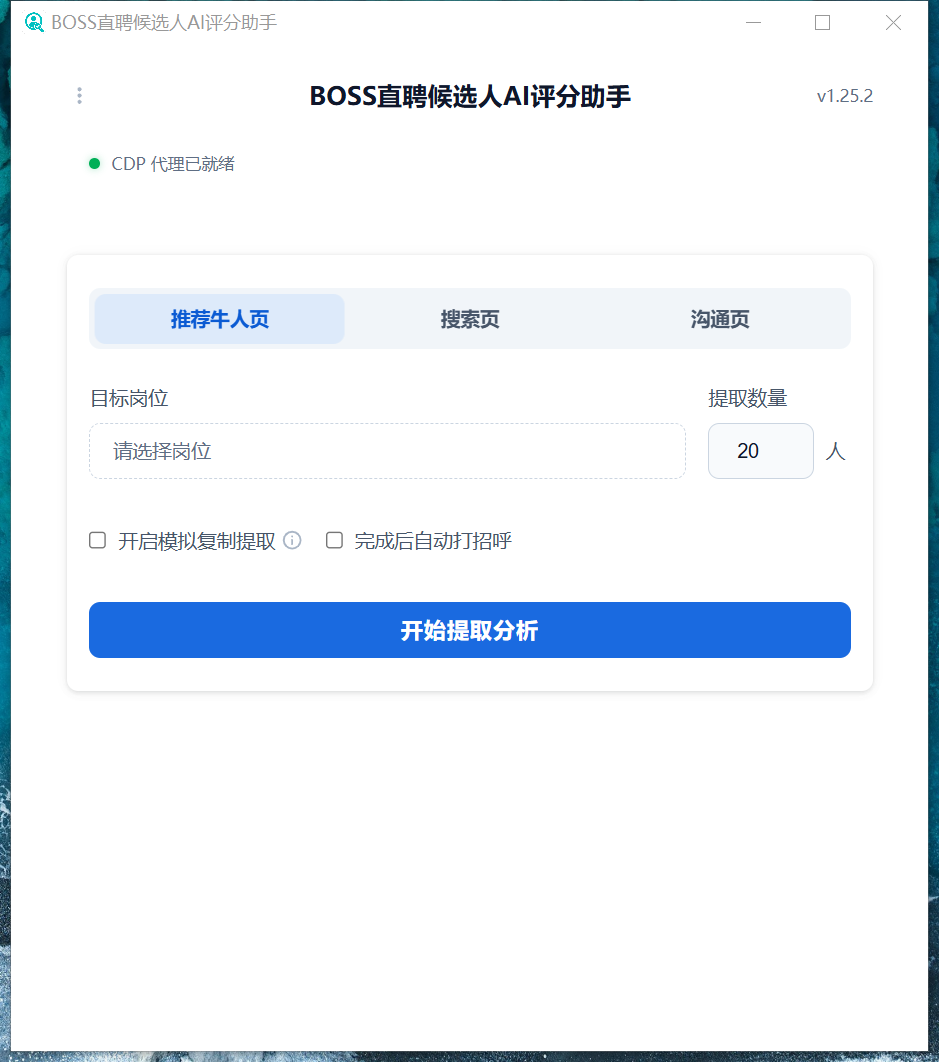 BOSS直聘候选人AI评分助手
BOSS直聘候选人AI评分助手
v1.25.2
CDP 代理已就绪
推荐牛人页
搜索页
沟通页
目标岗位
提取数量
请选择岗位
20
人
开启模拟复制提取
完成后自动打招呼
开始提取分析